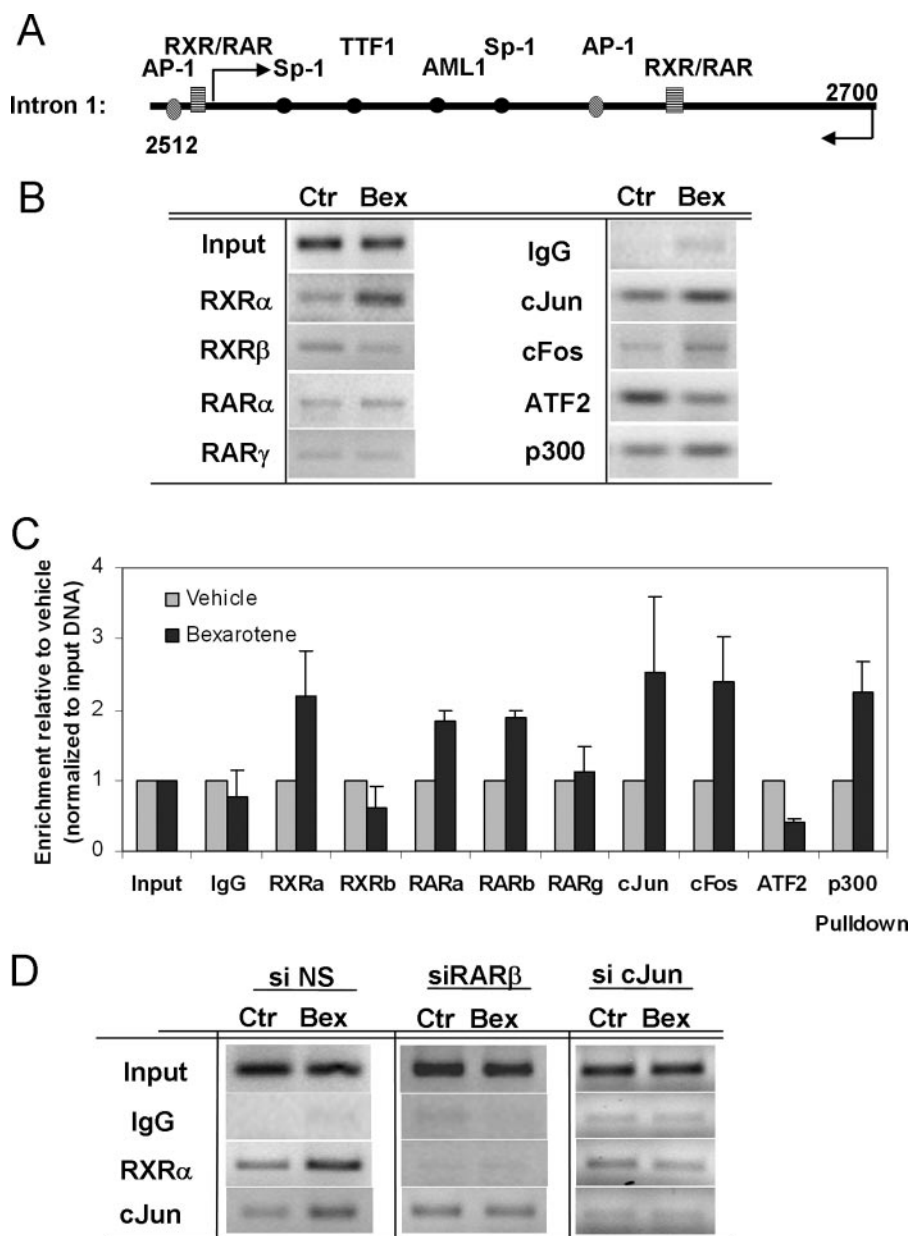 A
RXR/RAR
TTF1
Sp-1
AP-1
AP-1
Sp-1
AML1
RXR/RAR
Intron 1:
2700
2512
B
Ctr Bex
Ctr Bex
Input
IgG
RXRα
cJun
RXRβ
cFos
RARα
ATF2
RARγ
p300
C
Enrichment relative to vehicle
(normalized to input DNA)
4
3
2
1
0
Vehicle
Bexarotene
Input IgG RXRa RXRb RARa RARb RARg cJun cFos ATF2 p300
Pulldown
D
si NS siRARβ si cJun
Ctr Bex Ctr Bex Ctr Bex
Input
IgG
RXRα
cJun